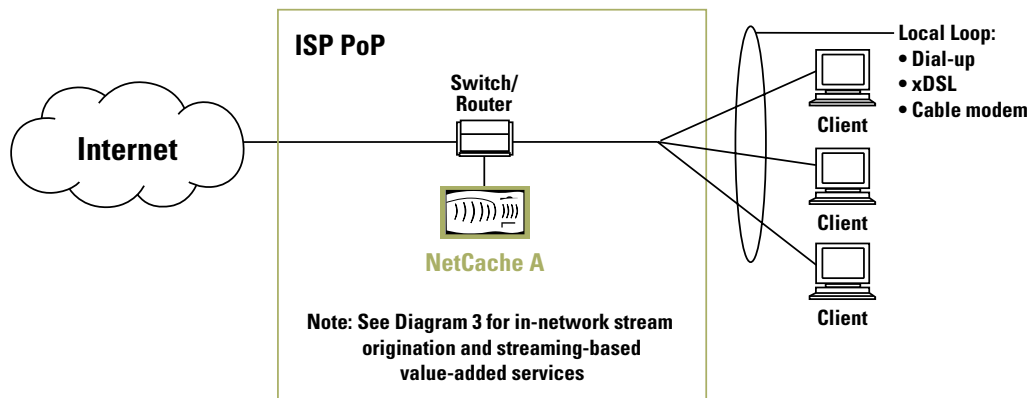 ISP PoP
Switch/
Router
Internet
NetCache A
Note: See Diagram 3 for in-network stream
origination and streaming-based
value-added services
Local Loop:
• Dial-up
• xDSL
• Cable modem
Client
Client
Client